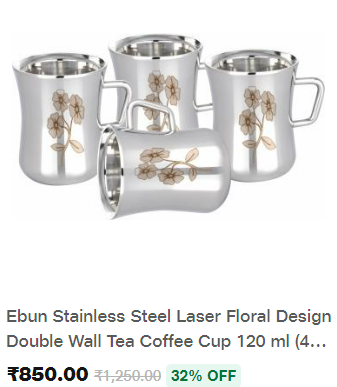 Ebun Stainless Steel Laser Floral Design
Double Wall Tea Coffee Cup 120 ml (4...
₹850.00 ₹1,250.00 32% OFF